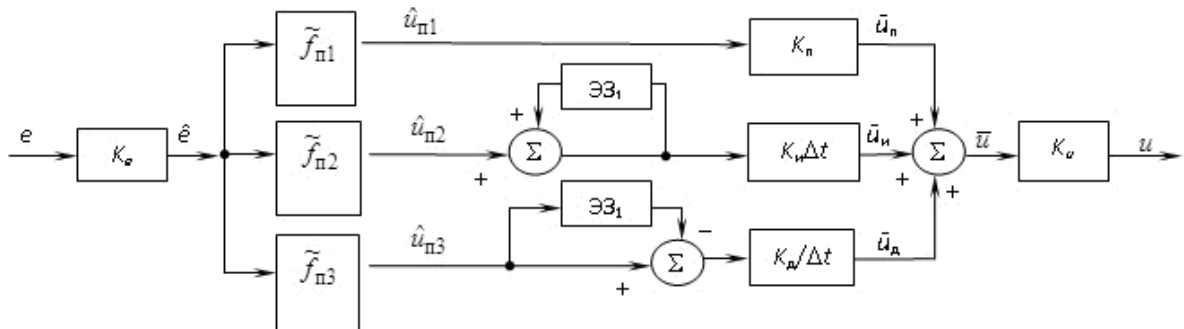 e
K_e
ê
f̃_п1
û_п1
K_п
ū_п
f̃_п2
û_п2
+
ЭЗ₁
Σ
+
K_иΔt
ū_и
f̃_п3
û_п3
ЭЗ₁
−
Σ
+
K_д/Δt
ū_д
+
+
+
Σ
ū
K_u
u